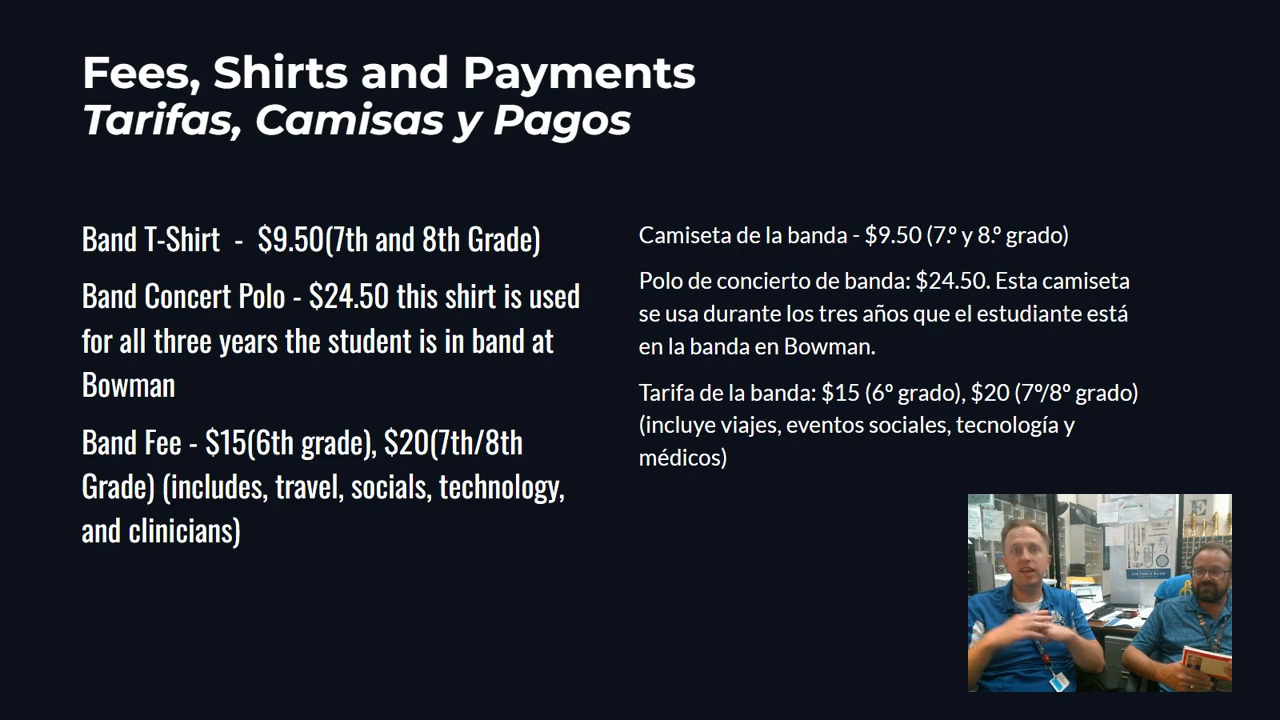 Fees, Shirts and Payments
Tarifas, Camisas y Pagos
Band T-Shirt - $9.50(7th and 8th Grade)
Band Concert Polo - $24.50 this shirt is used
for all three years the student is in band at
Bowman
Band Fee - $15(6th grade), $20(7th/8th
Grade) (includes, travel, socials, technology,
and clinicians)
Camiseta de la banda - $9.50 (7.º y 8.º grado)
Polo de concierto de banda: $24.50. Esta camiseta
se usa durante los tres años que el estudiante está
en la banda en Bowman.
Tarifa de la banda: $15 (6º grado), $20 (7º/8º grado)
(incluye viajes, eventos sociales, tecnología y
médicos)
AIR FORCE BAND